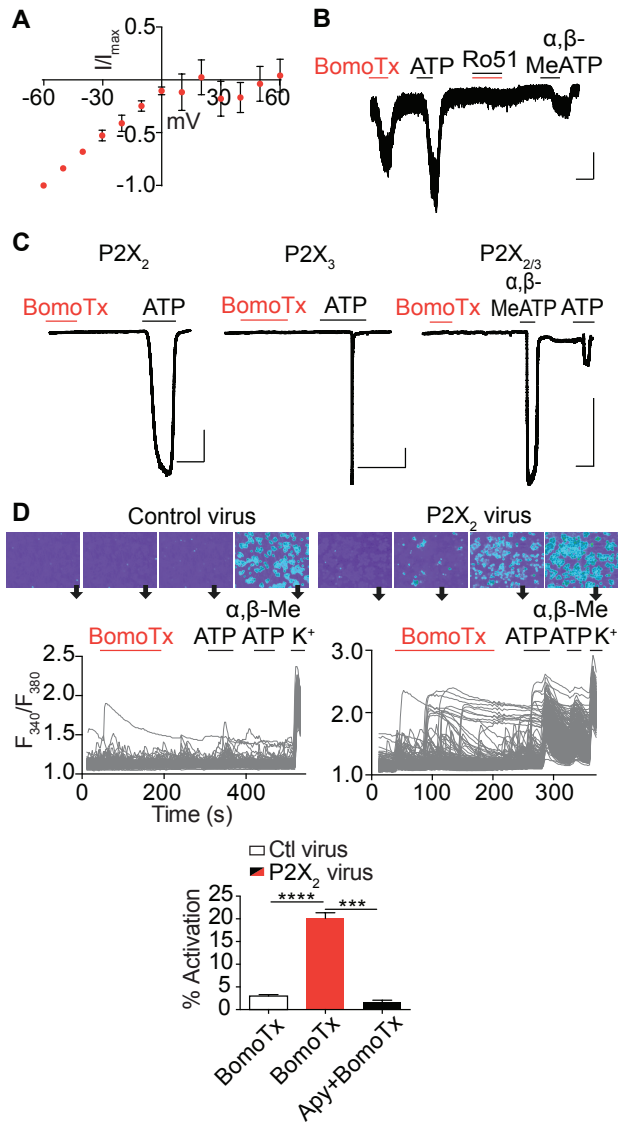 A
I/I_max
0.5
-60 -30 30 60
mV
-0.5
-1.0
B
BomoTx ATP Ro51 α,β-MeATP
C
P2X2 P2X3 P2X2/3
BomoTx ATP BomoTx ATP BomoTx α,β-MeATP ATP
D
Control virus P2X2 virus
BomoTx ATP α,β-Me ATP K+
BomoTx ATP α,β-Me ATP K+
F340/F380
2.5
2.0
1.5
1.0
0 200 400
Time (s)
3.0
2.0
1.0
0 100 200 300
Ctl virus
P2X2 virus
% Activation
25
20
15
10
5
0
**** ***
BomoTx
BomoTx
Apy+BomoTx